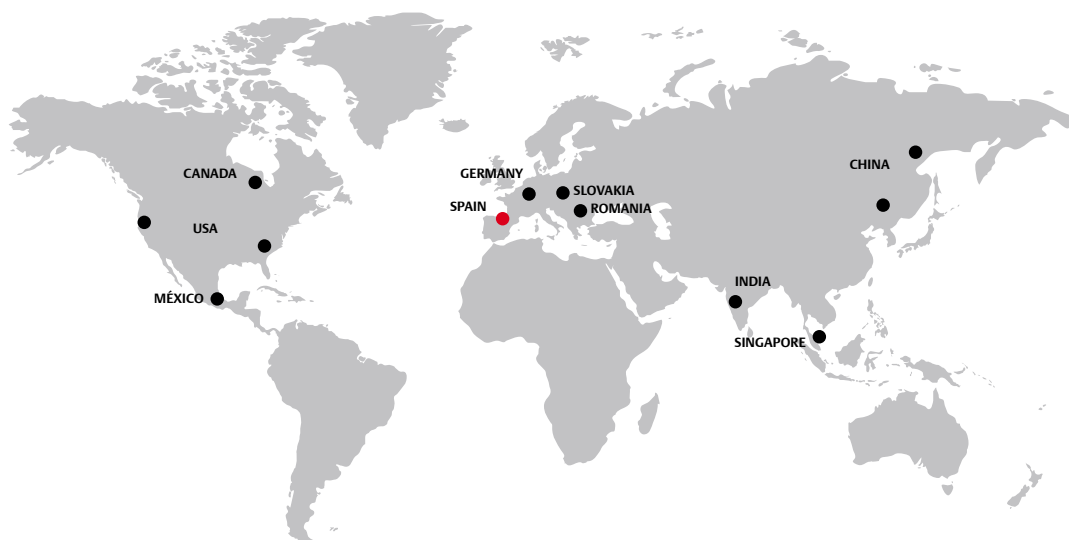 CHINA
GERMANY
CANADA
SLOVAKIA
SPAIN
ROMANIA
USA
INDIA
MÉXICO
SINGAPORE